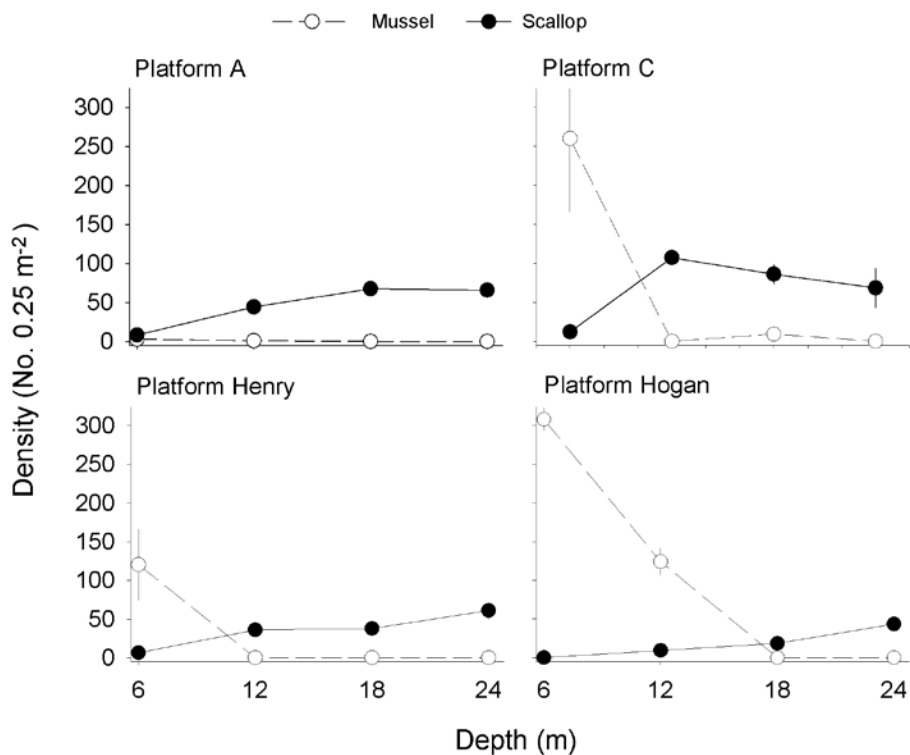 Mussel Scallop
Platform A
Platform C
300
250
200
150
100
50
0
Platform Henry
Platform Hogan
300
250
200
150
100
50
0
6 12 18 24
6 12 18 24
Density (No. 0.25 m⁻²)
Depth (m)